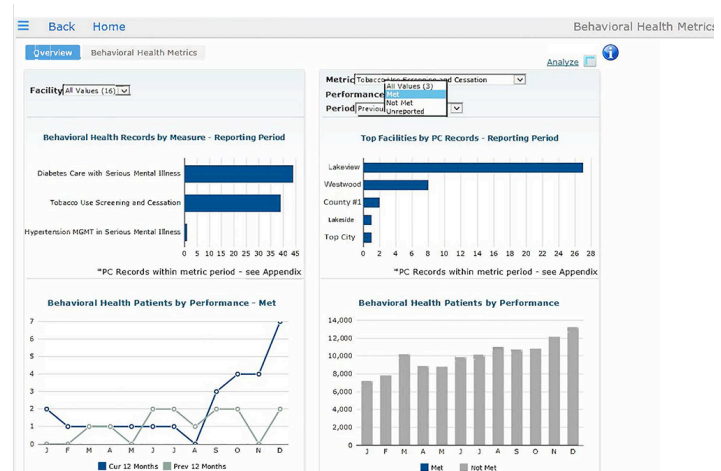 Back Home Behavioral Health Metrics
Overview Behavioral Health Metrics
Analyze
Facility All Values (16)
Metric Tobacco Use Screening and Cessation
All Values (3)
Performance Met
Not Met
Period Previou
Unreported
Behavioral Health Records by Measure - Reporting Period
Diabetes Care with Serious Mental Illness
Tobacco Use Screening and Cessation
Hypertension MGMT in Serious Mental Illness
0 5 10 15 20 25 30 35 40 45
*PC Records within metric period - see Appendix
Top Facilities by PC Records - Reporting Period
Lakeview
Westwood
County #1
Lakeside
Top City
0 2 4 6 8 10 12 14 16 18 20 22 24 26 28
*PC Records within metric period - see Appendix
Behavioral Health Patients by Performance - Met
7
6
5
4
3
2
1
0
J F M A M J J A S O N D
Cur 12 Months Prev 12 Months
Behavioral Health Patients by Performance
14,000
12,000
10,000
8,000
6,000
4,000
2,000
0
J F M A M J J A S O N D
Met Not Met